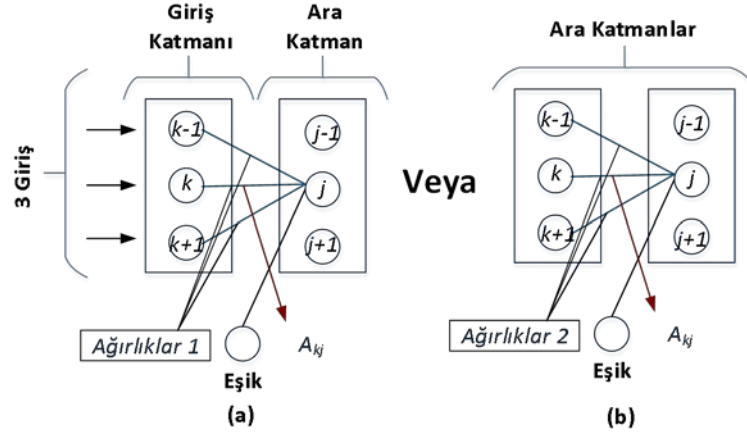 Giriş
Katmanı
Ara
Katman
3 Giriş
k-1
k
k+1
j-1
j
j+1
Ağırlıklar 1
Eşik
Akj
(a)
Veya
Ara Katmanlar
k-1
k
k+1
j-1
j
j+1
Ağırlıklar 2
Eşik
Akj
(b)